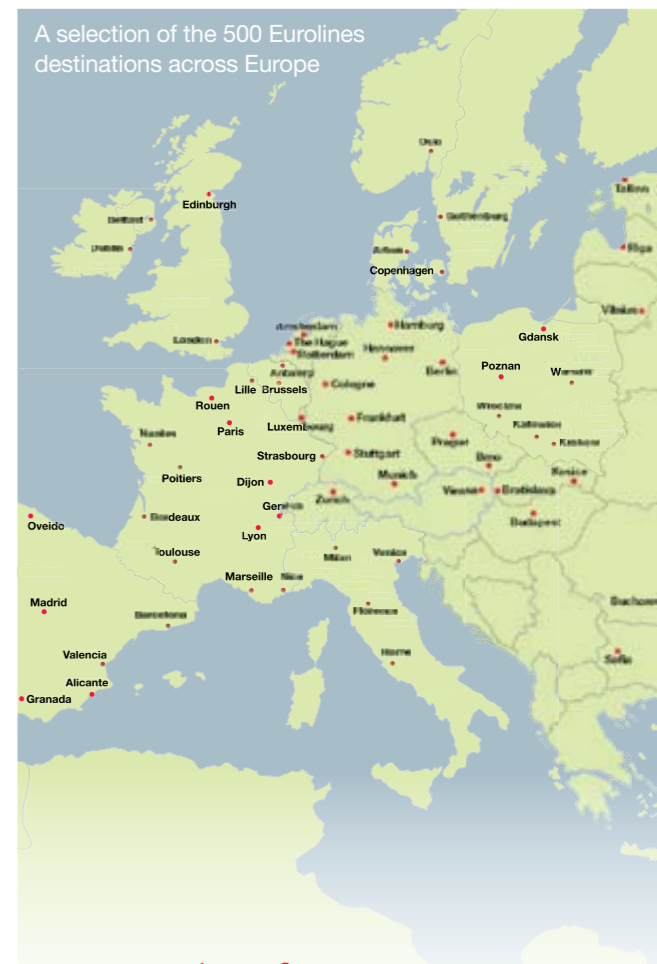 A selection of the 500 Eurolines
destinations across Europe
Oslo
Tallinn
Edinburgh
Gothenburg
Belfast
Dublin
Riga
Copenhagen
Vilnius
Amsterdam
Hamburg
Gdansk
London
The Hague
Rotterdam
Hannover
Berlin
Poznan
Warsaw
Antwerp
Lille
Brussels
Cologne
Rouen
Wroclaw
Paris
Luxembourg
Frankfurt
Katowice
Nantes
Prague
Krakow
Strasbourg
Stuttgart
Brno
Poitiers
Dijon
Munich
Kosice
Zurich
Vienna
Bratislava
Geneva
Bordeaux
Oveido
Lyon
Budapest
Toulouse
Milan
Venice
Marseille
Nice
Madrid
Florence
Barcelona
Valencia
Rome
Sofia
Alicante
Granada